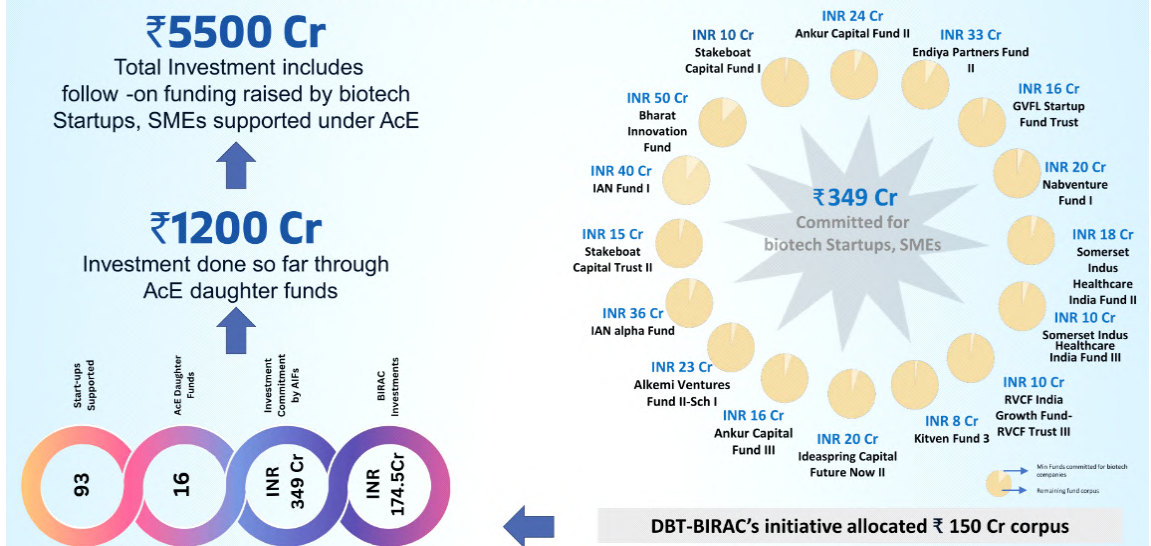 ₹5500 Cr
Total Investment includes
follow -on funding raised by biotech
Startups, SMEs supported under AcE
₹1200 Cr
Investment done so far through
AcE daughter funds
Start-ups
Supported
AcE Daughter
Funds
Investment
Commitment
by AIFs
BIRAC
Investments
93
16
INR
349 Cr
INR
174.5Cr
INR 24 Cr
Ankur Capital Fund II
INR 33 Cr
Endiya Partners Fund
II
INR 16 Cr
GVFL Startup
Fund Trust
INR 20 Cr
Nabventure
Fund I
INR 18 Cr
Somerset
Indus
Healthcare
India Fund II
INR 10 Cr
Somerset Indus
Healthcare
India Fund III
INR 10 Cr
RVCF India
Growth Fund-
RVCF Trust III
INR 8 Cr
Kitven Fund 3
INR 20 Cr
Ideaspring Capital
Future Now II
INR 16 Cr
Ankur Capital
Fund III
INR 23 Cr
Alkemi Ventures
Fund II-Sch I
INR 36 Cr
IAN alpha Fund
INR 15 Cr
Stakeboat
Capital Trust II
INR 40 Cr
IAN Fund I
INR 50 Cr
Bharat
Innovation
Fund
INR 10 Cr
Stakeboat
Capital Fund I
₹349 Cr
Committed for
biotech Startups, SMEs
Min Funds committed for biotech
companies
Remaining fund corpus
DBT-BIRAC's initiative allocated ₹ 150 Cr corpus